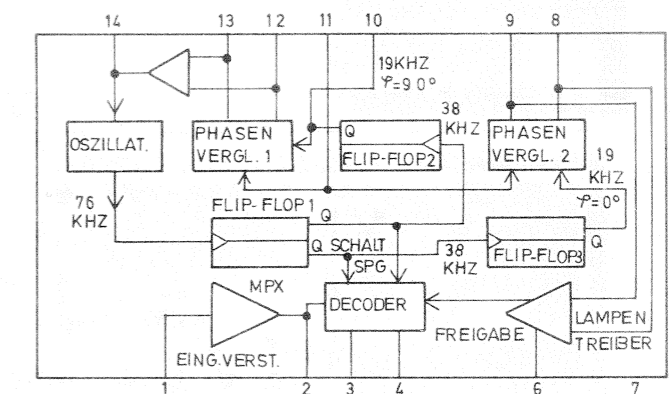 14 13 12 11 10 9 8
19KHZ
φ=90°
OSZILLAT.
PHASEN
VERGL.1
Q
FLIP-FLOP2
38
KHZ
PHASEN
VERGL.2
19
KHZ
φ=0°
76
KHZ
FLIP-FLOP1
Q
Q SCHALT
SPG
38
KHZ
Q
FLIP-FLOP3
MPX
DECODER
FREIGABE
LAMPEN
TREIBER
EING.VERST.
1 2 3 4 6 7